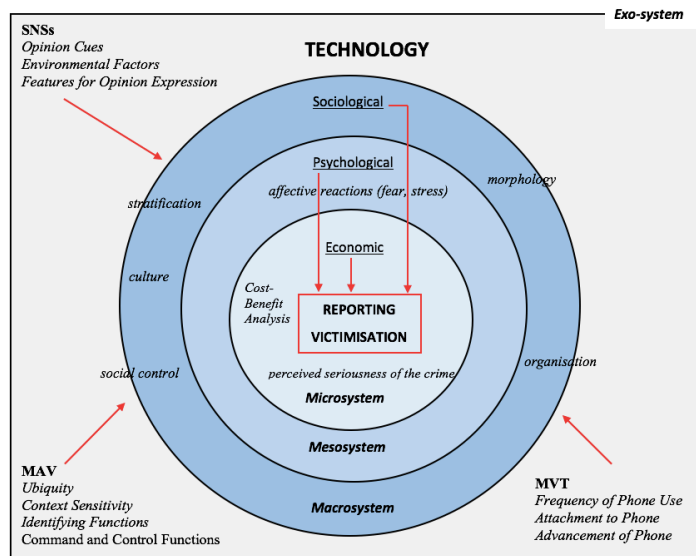 Exo-system
SNSs
Opinion Cues
Environmental Factors
Features for Opinion Expression
TECHNOLOGY
Sociological
Psychological
affective reactions (fear, stress)
morphology
stratification
Economic
culture
Cost-
Benefit
Analysis
REPORTING
VICTIMISATION
organisation
social control
perceived seriousness of the crime
Microsystem
Mesosystem
Macrosystem
MAV
Ubiquity
Context Sensitivity
Identifying Functions
Command and Control Functions
MVT
Frequency of Phone Use
Attachment to Phone
Advancement of Phone